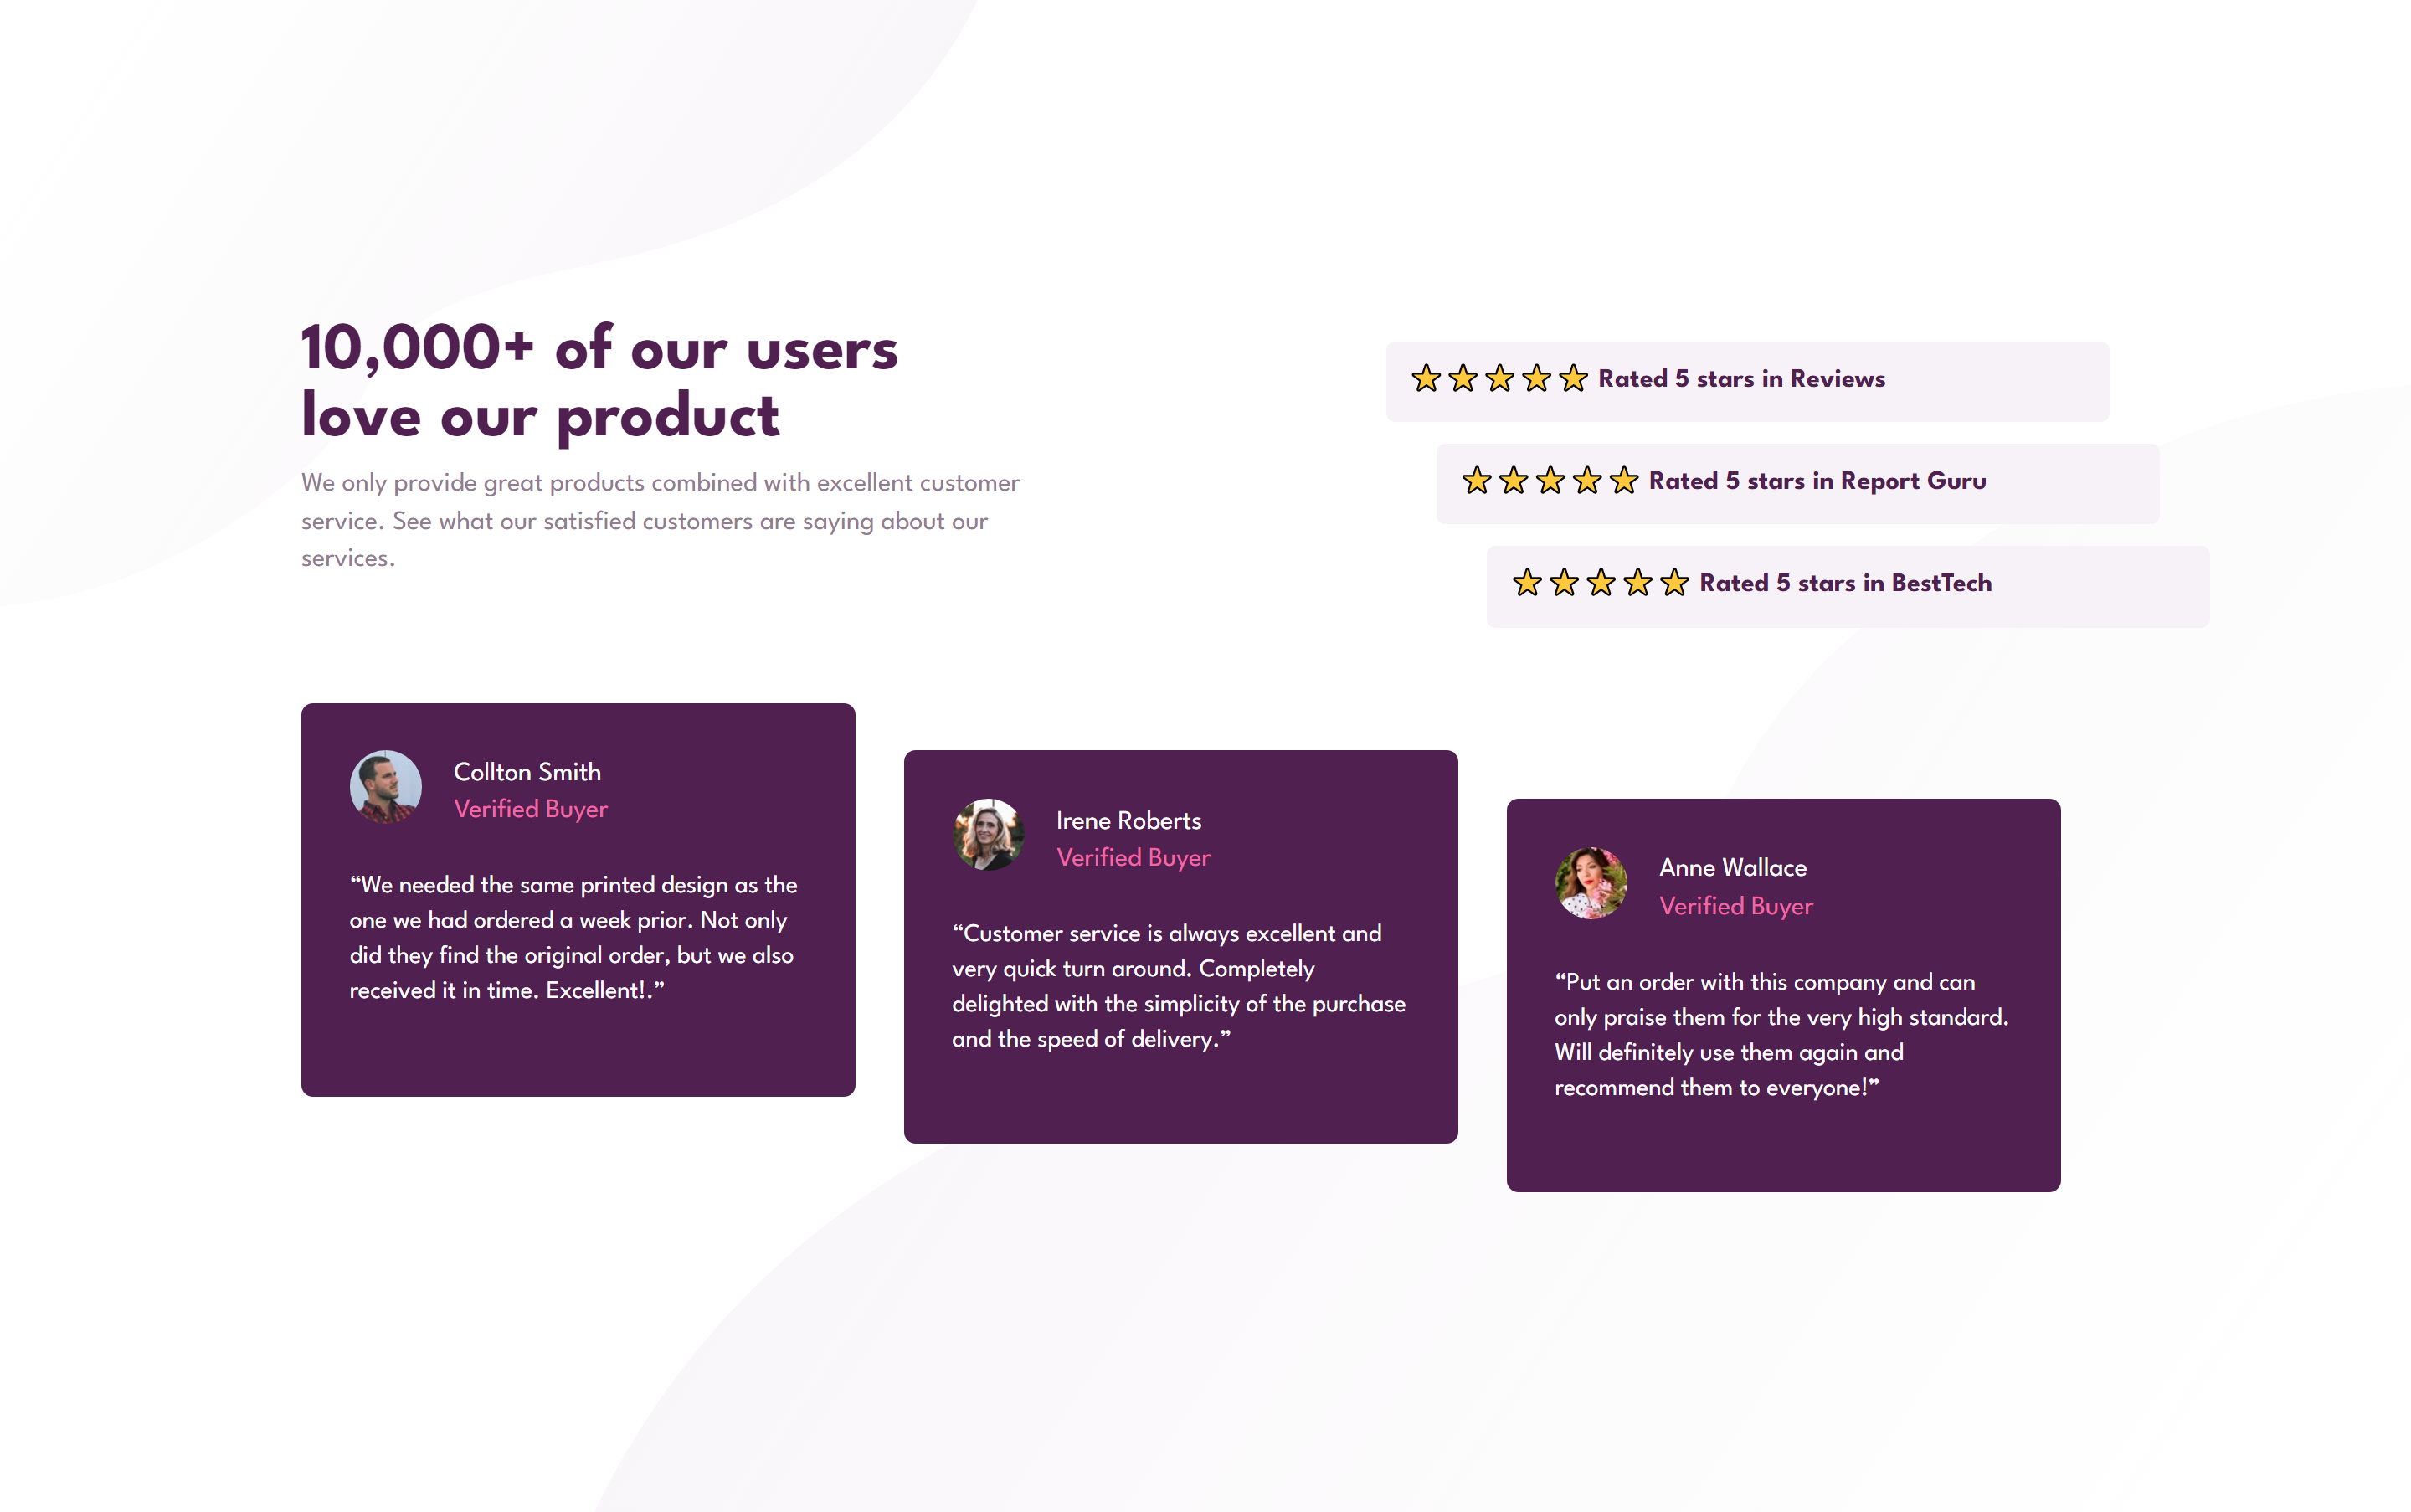 10,000+ of our users
love our product
We only provide great products combined with excellent customer
service. See what our satisfied customers are saying about our
services.
Rated 5 stars in Reviews
Rated 5 stars in Report Guru
Rated 5 stars in BestTech
Collton Smith
Verified Buyer
“We needed the same printed design as the
one we had ordered a week prior. Not only
did they find the original order, but we also
received it in time. Excellent!.”
Irene Roberts
Verified Buyer
“Customer service is always excellent and
very quick turn around. Completely
delighted with the simplicity of the purchase
and the speed of delivery.”
Anne Wallace
Verified Buyer
“Put an order with this company and can
only praise them for the very high standard.
Will definitely use them again and
recommend them to everyone!”